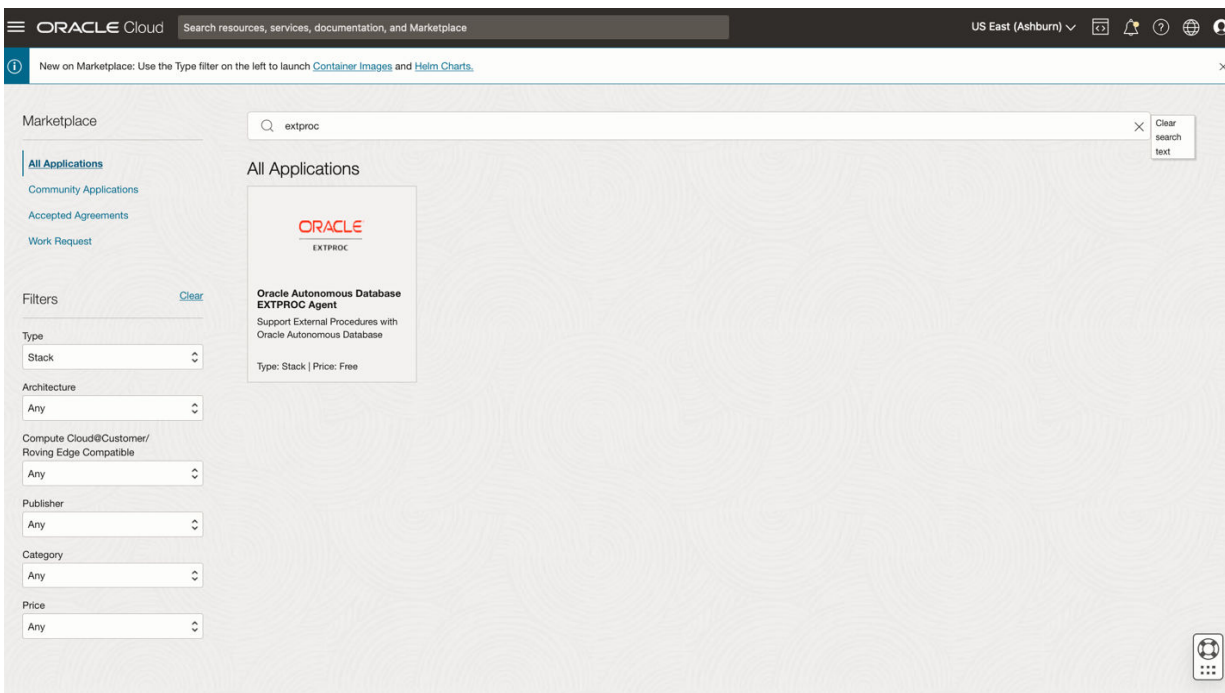 ORACLE Cloud
Search resources, services, documentation, and Marketplace
US East (Ashburn)
New on Marketplace: Use the Type filter on the left to launch Container Images and Helm Charts.
Marketplace
All Applications
Community Applications
Accepted Agreements
Work Request
Filters
Clear
Type
Stack
Architecture
Any
Compute Cloud@Customer/
Roving Edge Compatible
Any
Publisher
Any
Category
Any
Price
Any
extproc
Clear
search
text
All Applications
ORACLE
EXTPROC
Oracle Autonomous Database
EXTPROC Agent
Support External Procedures with
Oracle Autonomous Database
Type: Stack | Price: Free